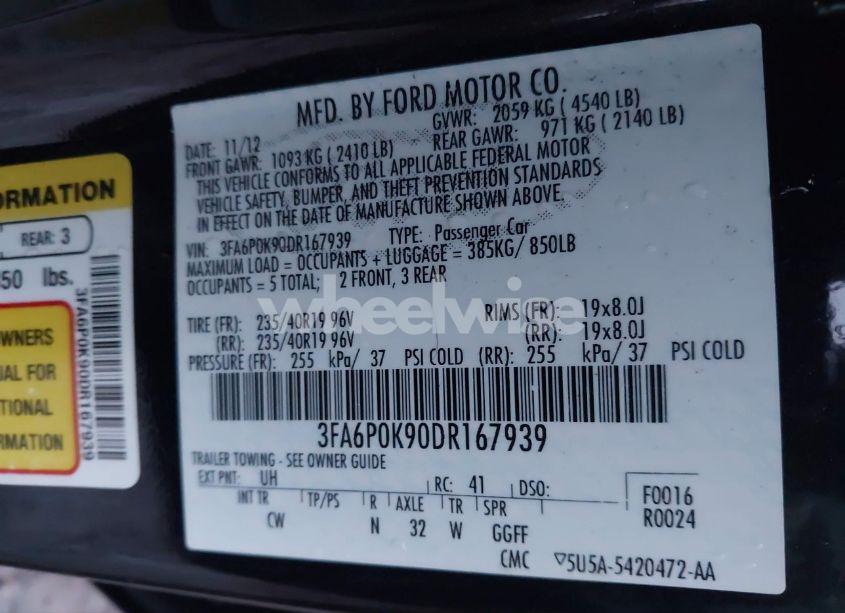 MFD. BY FORD MOTOR CO.
DATE: 11/12
GVWR: 2059 KG ( 4540 LB)
FRONT GAWR: 1093 KG ( 2410 LB)
REAR GAWR: 971 KG ( 2140 LB)
THIS VEHICLE CONFORMS TO ALL APPLICABLE FEDERAL MOTOR
VEHICLE SAFETY, BUMPER, AND THEFT PREVENTION STANDARDS
IN EFFECT ON THE DATE OF MANUFACTURE SHOWN ABOVE.
VIN: 3FA6P0K90DR167939 TYPE: Passenger Car
MAXIMUM LOAD = OCCUPANTS + LUGGAGE = 385KG/ 850LB
OCCUPANTS = 5 TOTAL; 2 FRONT, 3 REAR
TIRE (FR): 235/40R19 96V RIMS (FR): 19x8.0J
(RR): 235/40R19 96V (RR): 19x8.0J
PRESSURE (FR): 255 kPa/ 37 PSI COLD (RR): 255 kPa/ 37 PSI COLD
3FA6P0K90DR167939
TRAILER TOWING - SEE OWNER GUIDE
EXT PNT: UH RC: 41 DSO:
INT TR TP/PS R AXLE TR SPR
CW N 32 W GGFF
F0016
R0024
CMC ▽5U5A-5420472-AA
wheelwise
ORMATION
REAR: 3
50 lbs.
WNERS
UAL FOR
TIONAL
RMATION
3FA6P0K90DR167939